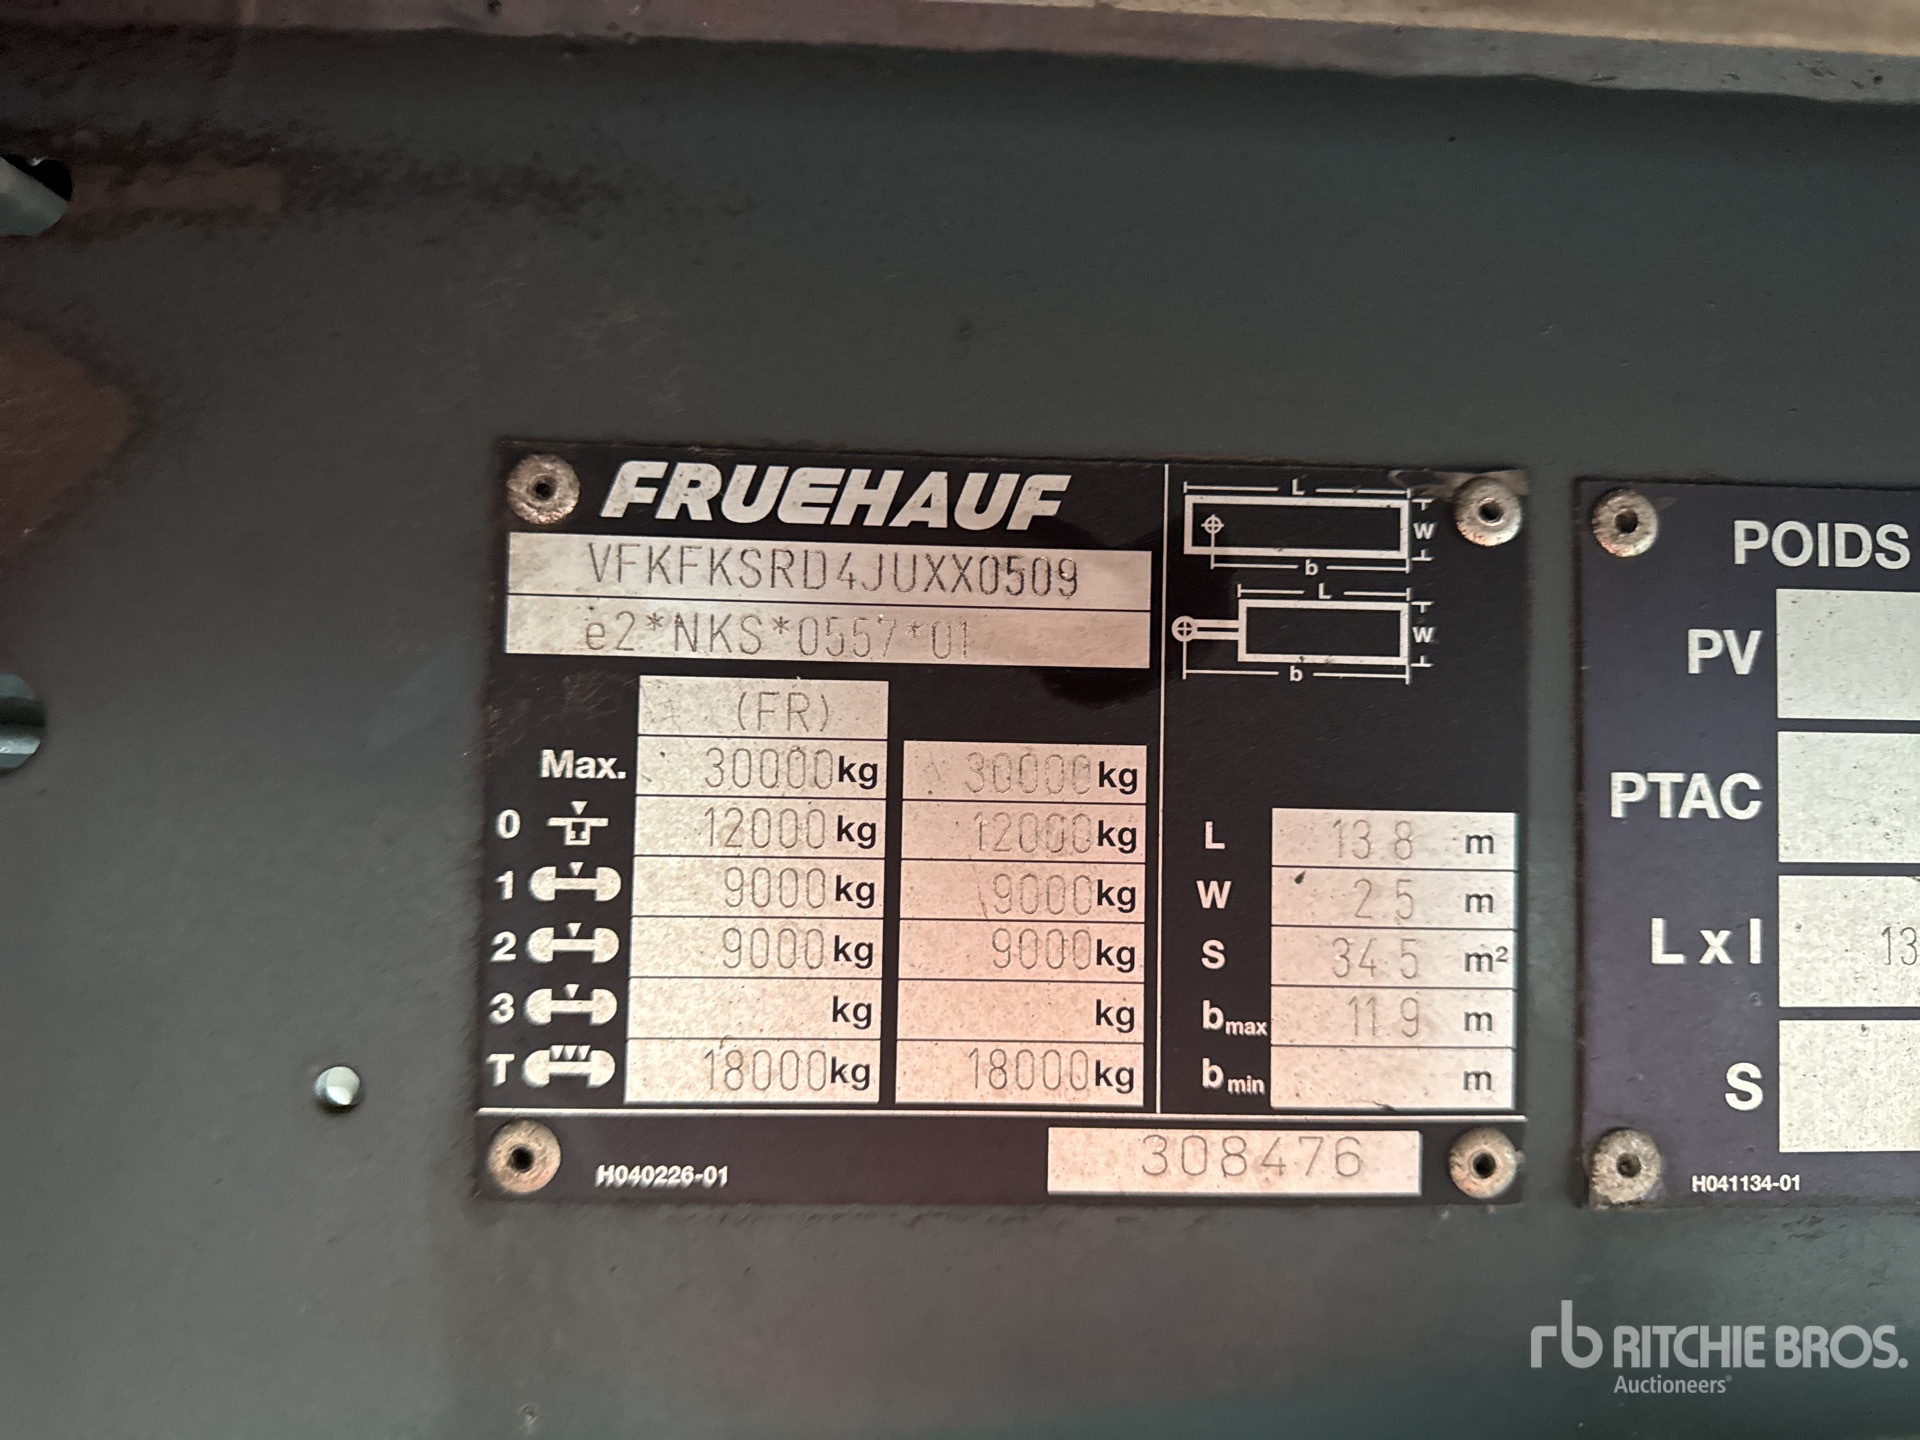 FRUEHAUF
VFKFKSRD4JUXX0509
e2*NKS*0557*01
(FR)
Max. 30000kg 30000kg
0 12000kg 12000kg
1 9000kg 9000kg
2 9000kg 9000kg
3 kg kg
T 18000kg 18000kg
H040226-01
308476
L
W
b
L
W
b
L 13.8 m
W 2.5 m
S 34.5 m²
bmax 11.9 m
bmin m
POIDS
PV
PTAC
L x l 13
S
H041134-01
rb RITCHIE BROS.
Auctioneers